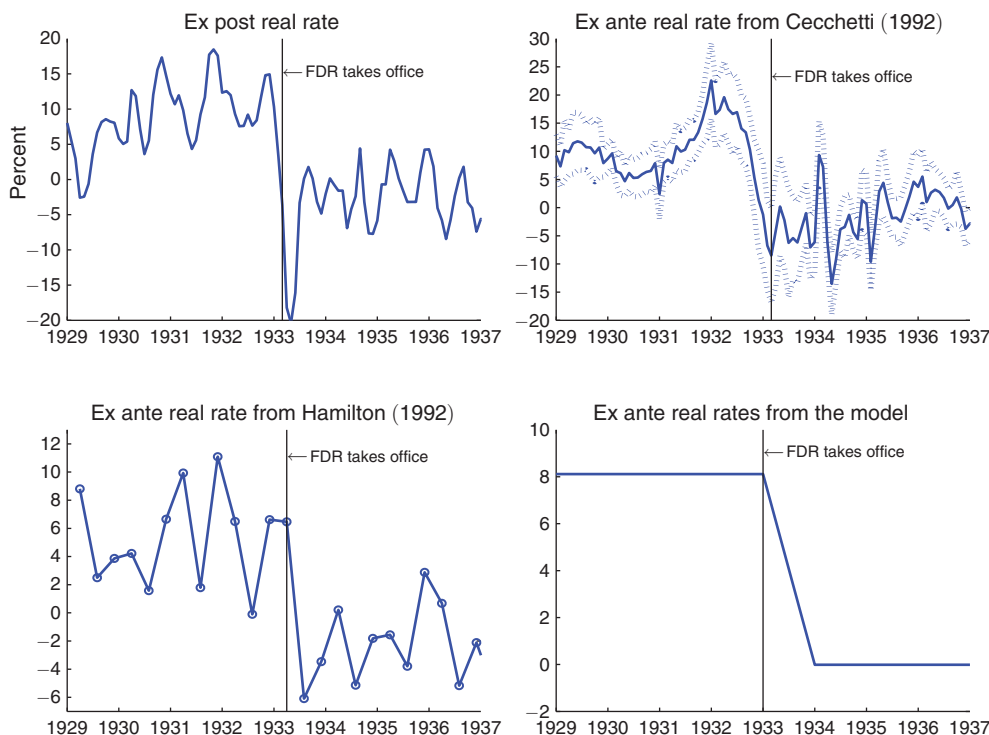 Ex post real rate
Percent
20
15
10
5
0
−5
−10
−15
−20
← FDR takes office
1929 1930 1931 1932 1933 1934 1935 1936 1937
Ex ante real rate from Cecchetti (1992)
30
25
20
15
10
5
0
−5
−10
−15
−20
← FDR takes office
1929 1930 1931 1932 1933 1934 1935 1936 1937
Ex ante real rate from Hamilton (1992)
12
10
8
6
4
2
0
−2
−4
−6
← FDR takes office
1929 1930 1931 1932 1933 1934 1935 1936 1937
Ex ante real rates from the model
10
8
6
4
2
0
−2
← FDR takes office
1929 1930 1931 1932 1933 1934 1935 1936 1937